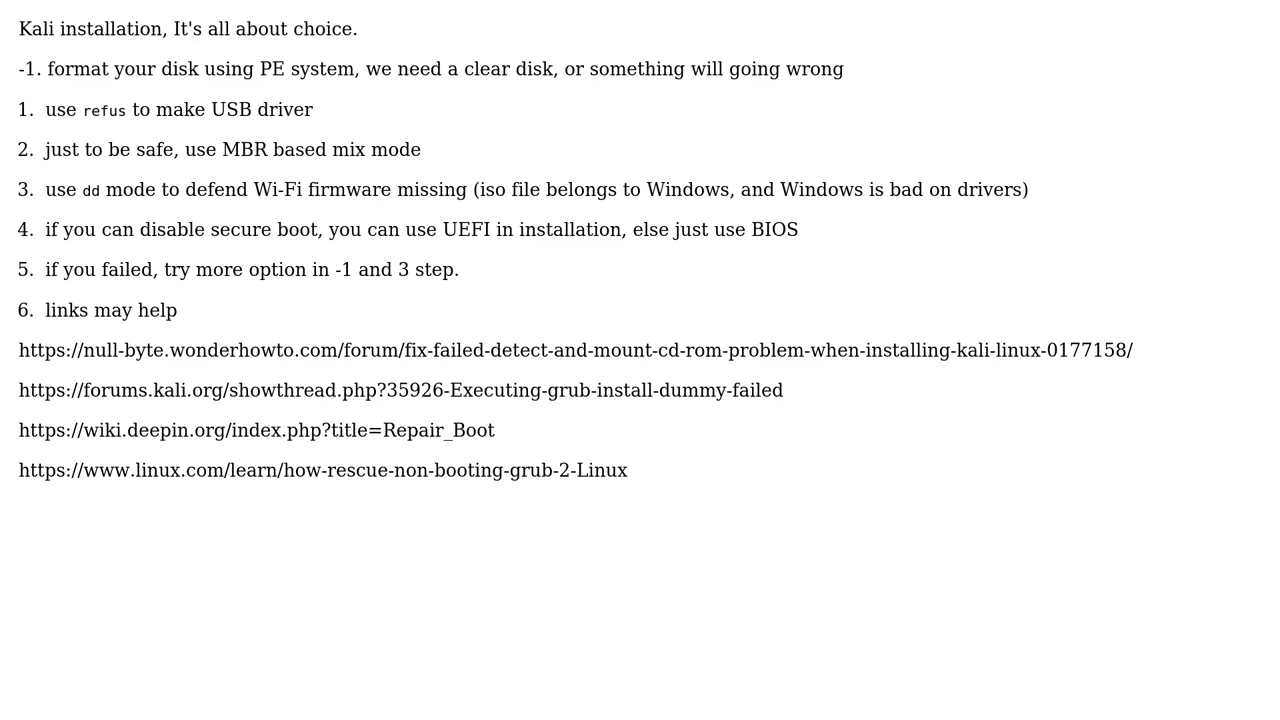 Kali installation, It's all about choice.
-1. format your disk using PE system, we need a clear disk, or something will going wrong
1. use refus to make USB driver
2. just to be safe, use MBR based mix mode
3. use dd mode to defend Wi-Fi firmware missing (iso file belongs to Windows, and Windows is bad on drivers)
4. if you can disable secure boot, you can use UEFI in installation, else just use BIOS
5. if you failed, try more option in -1 and 3 step.
6. links may help
https://null-byte.wonderhowto.com/forum/fix-failed-detect-and-mount-cd-rom-problem-when-installing-kali-linux-0177158/
https://forums.kali.org/showthread.php?35926-Executing-grub-install-dummy-failed
https://wiki.deepin.org/index.php?title=Repair_Boot
https://www.linux.com/learn/how-rescue-non-booting-grub-2-Linux